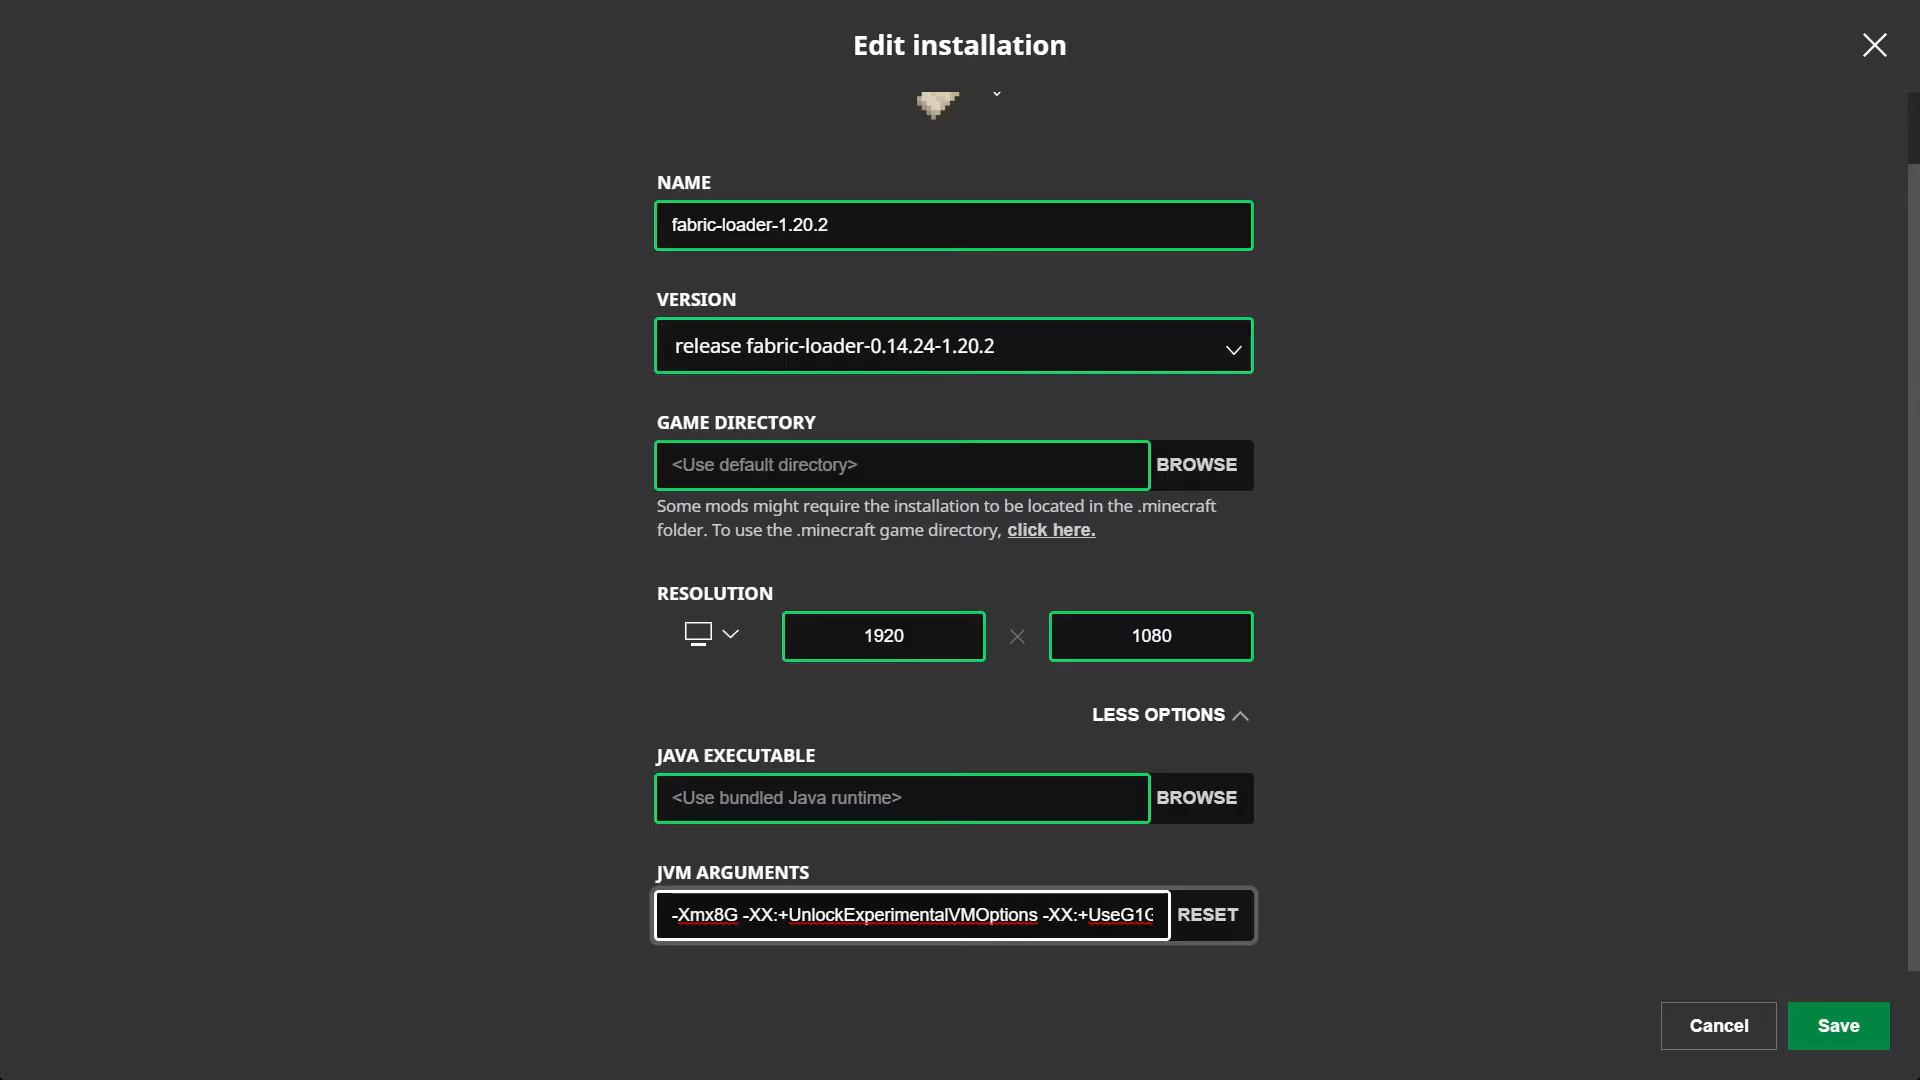 Edit installation
NAME
fabric-loader-1.20.2
VERSION
release fabric-loader-0.14.24-1.20.2
GAME DIRECTORY
<Use default directory> BROWSE
Some mods might require the installation to be located in the .minecraft
folder. To use the .minecraft game directory, click here.
RESOLUTION
1920 1080
LESS OPTIONS
JAVA EXECUTABLE
<Use bundled Java runtime> BROWSE
JVM ARGUMENTS
-Xmx8G -XX:+UnlockExperimentalVMOptions -XX:+UseG1G RESET
Cancel Save